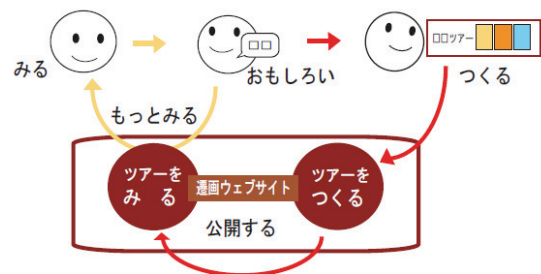 □□
□□ツアー
みる
おもしろい
つくる
もっとみる
ツアーを
み る
遷画ウェブサイト
ツアーを
つくる
公開する